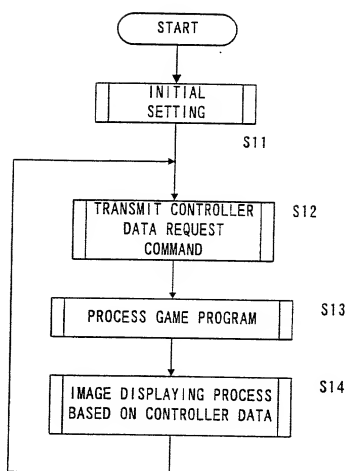 START
INITIAL
SETTING
S11
TRANSMIT CONTROLLER
DATA REQUEST
COMMAND
S12
PROCESS GAME PROGRAM
S13
IMAGE DISPLAYING PROCESS
BASED ON CONTROLLER DATA
S14